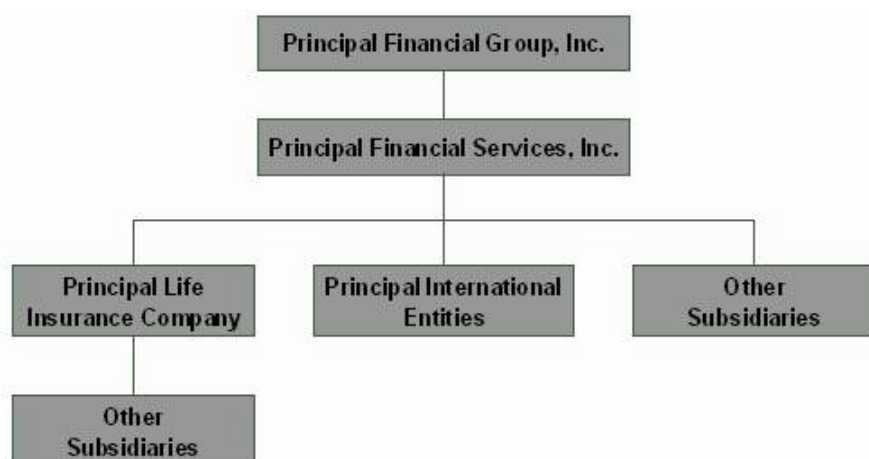 Principal Financial Group, Inc.
Principal Financial Services, Inc.
Principal Life
Insurance Company
Principal International
Entities
Other
Subsidiaries
Other
Subsidiaries